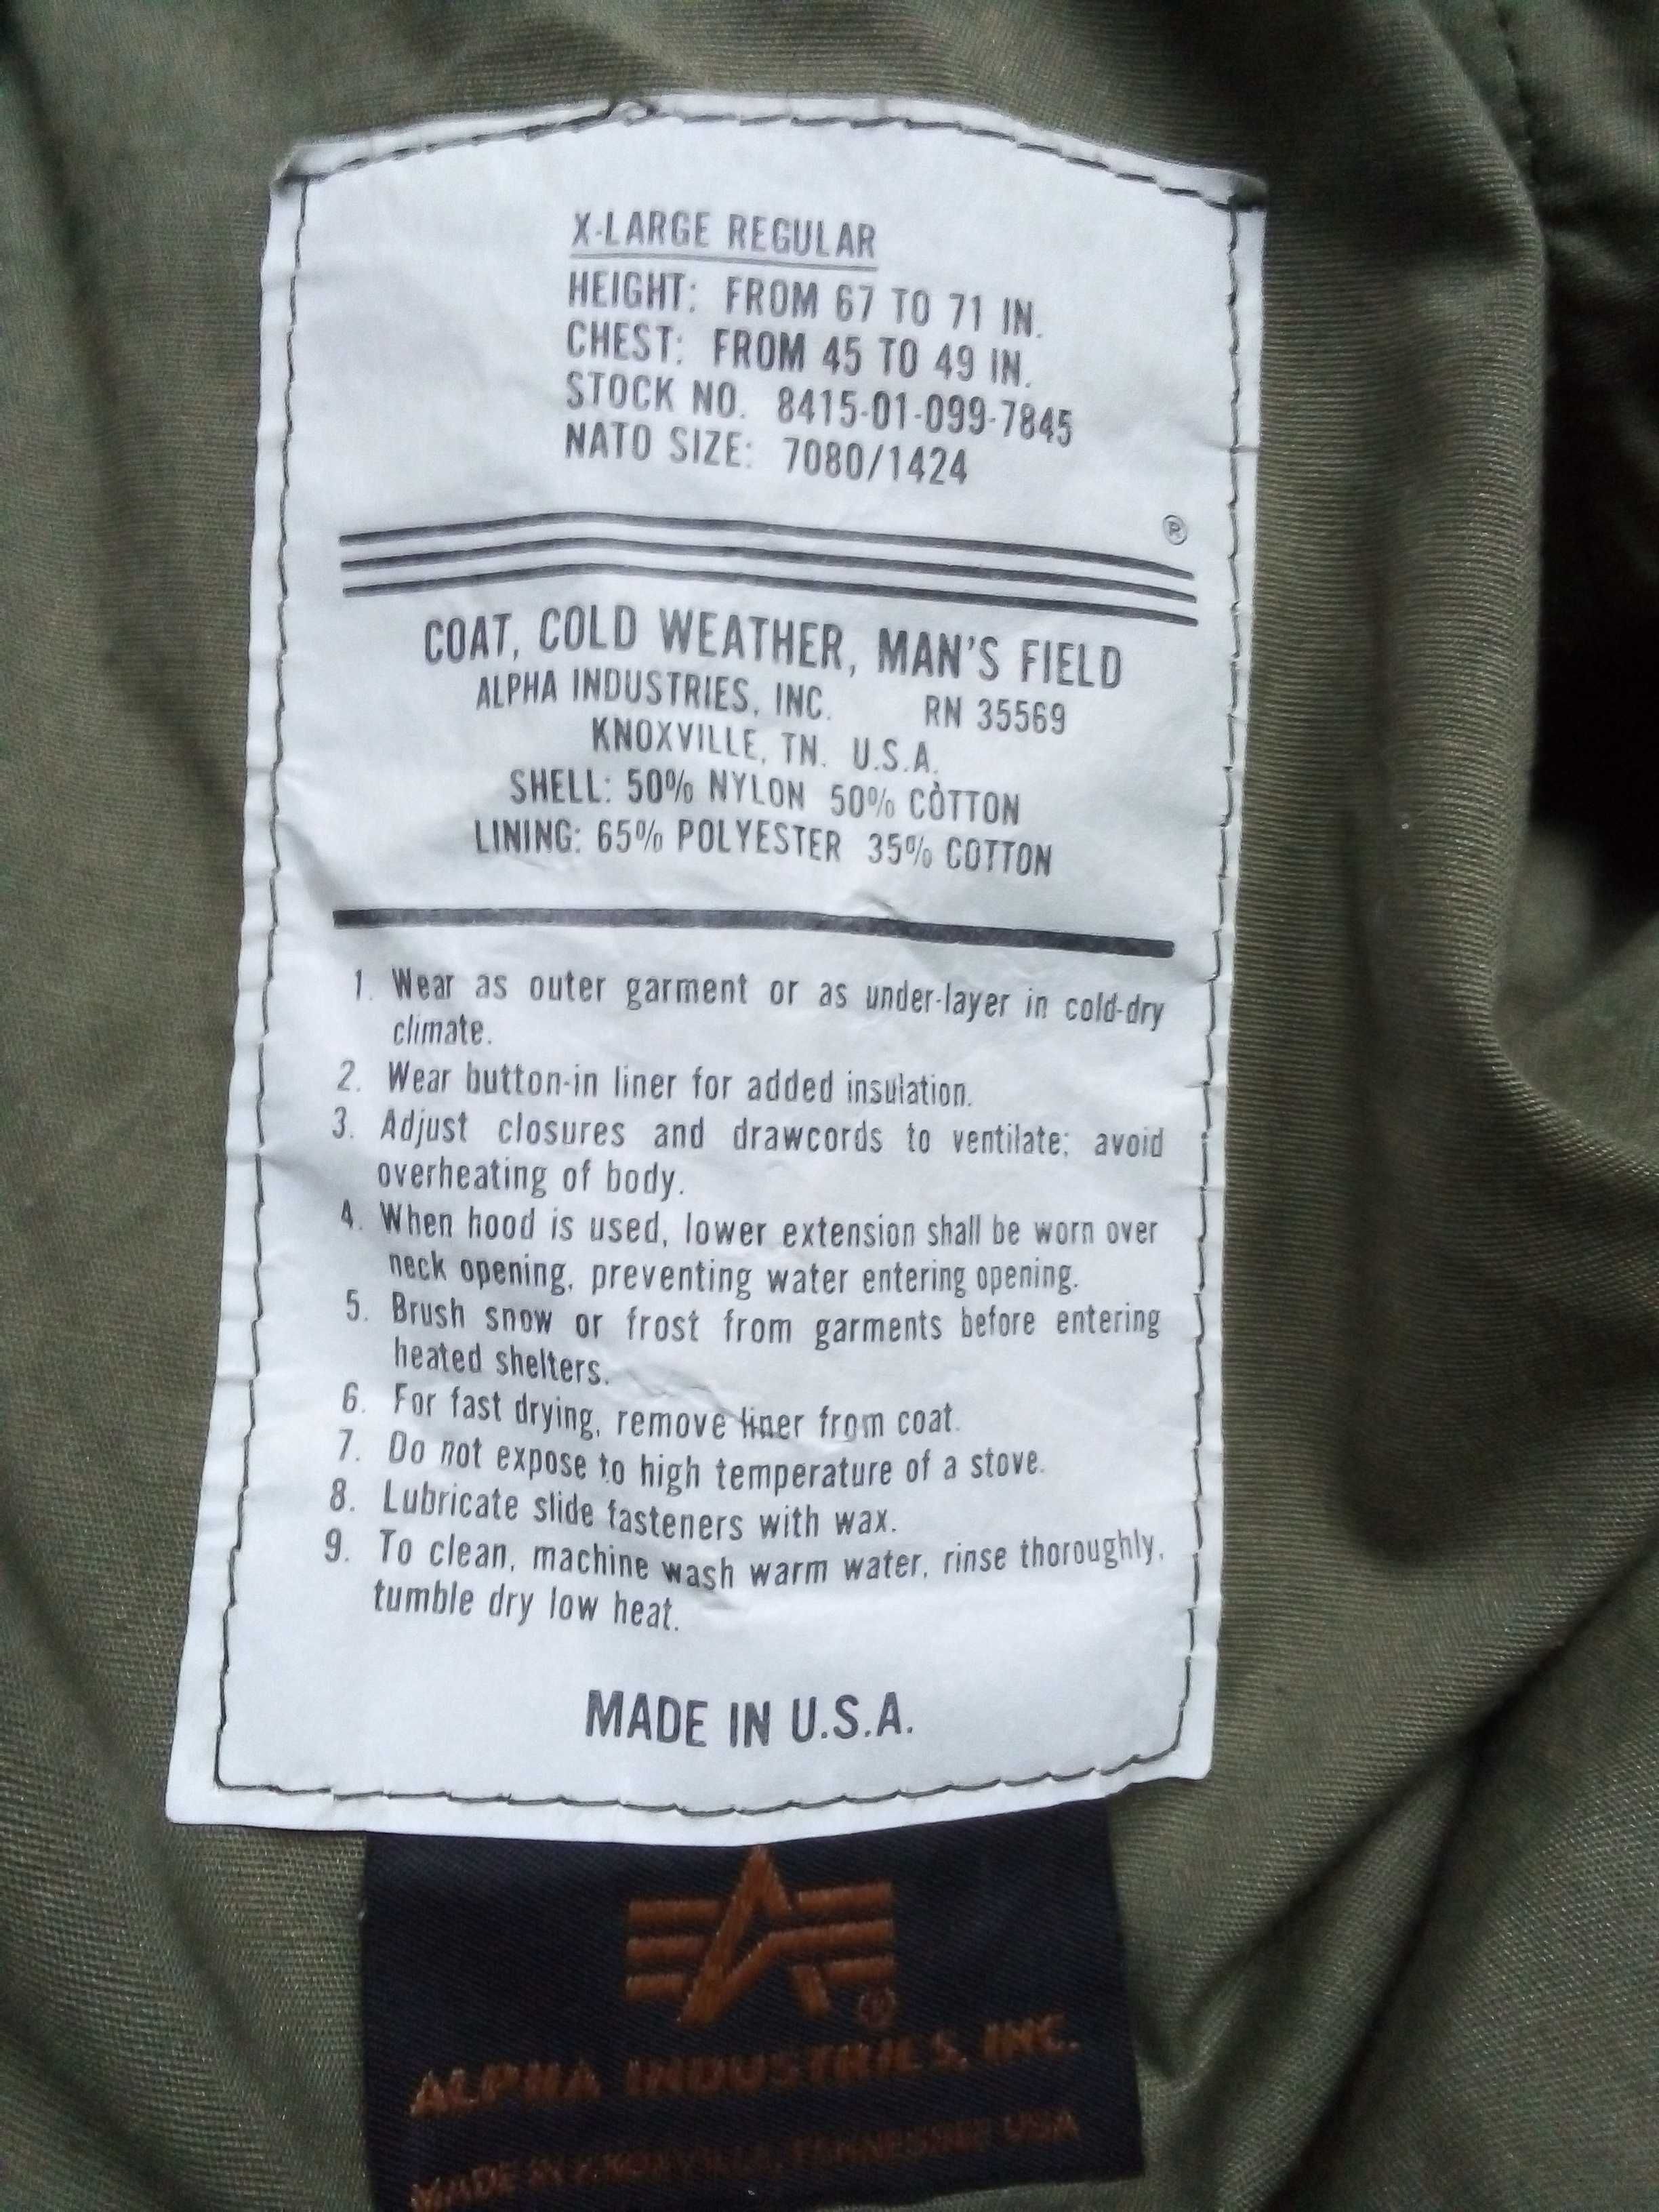 X-LARGE REGULAR
HEIGHT: FROM 67 TO 71 IN.
CHEST: FROM 45 TO 49 IN.
STOCK NO. 8415-01-099-7845
NATO SIZE: 7080/1424
®
COAT, COLD WEATHER, MAN'S FIELD
ALPHA INDUSTRIES, INC. RN 35569
KNOXVILLE, TN. U.S.A.
SHELL: 50% NYLON 50% COTTON
LINING: 65% POLYESTER 35% COTTON
1. Wear as outer garment or as under-layer in cold-dry
climate.
2. Wear button-in liner for added insulation.
3. Adjust closures and drawcords to ventilate; avoid
overheating of body.
4. When hood is used, lower extension shall be worn over
neck opening, preventing water entering opening.
5. Brush snow or frost from garments before entering
heated shelters.
6. For fast drying, remove liner from coat.
7. Do not expose to high temperature of a stove.
8. Lubricate slide fasteners with wax.
9. To clean, machine wash warm water, rinse thoroughly,
tumble dry low heat.
MADE IN U.S.A.
®
ALPHA INDUSTRIES, INC.
MADE IN KNOXVILLE, TENNESSEE USA